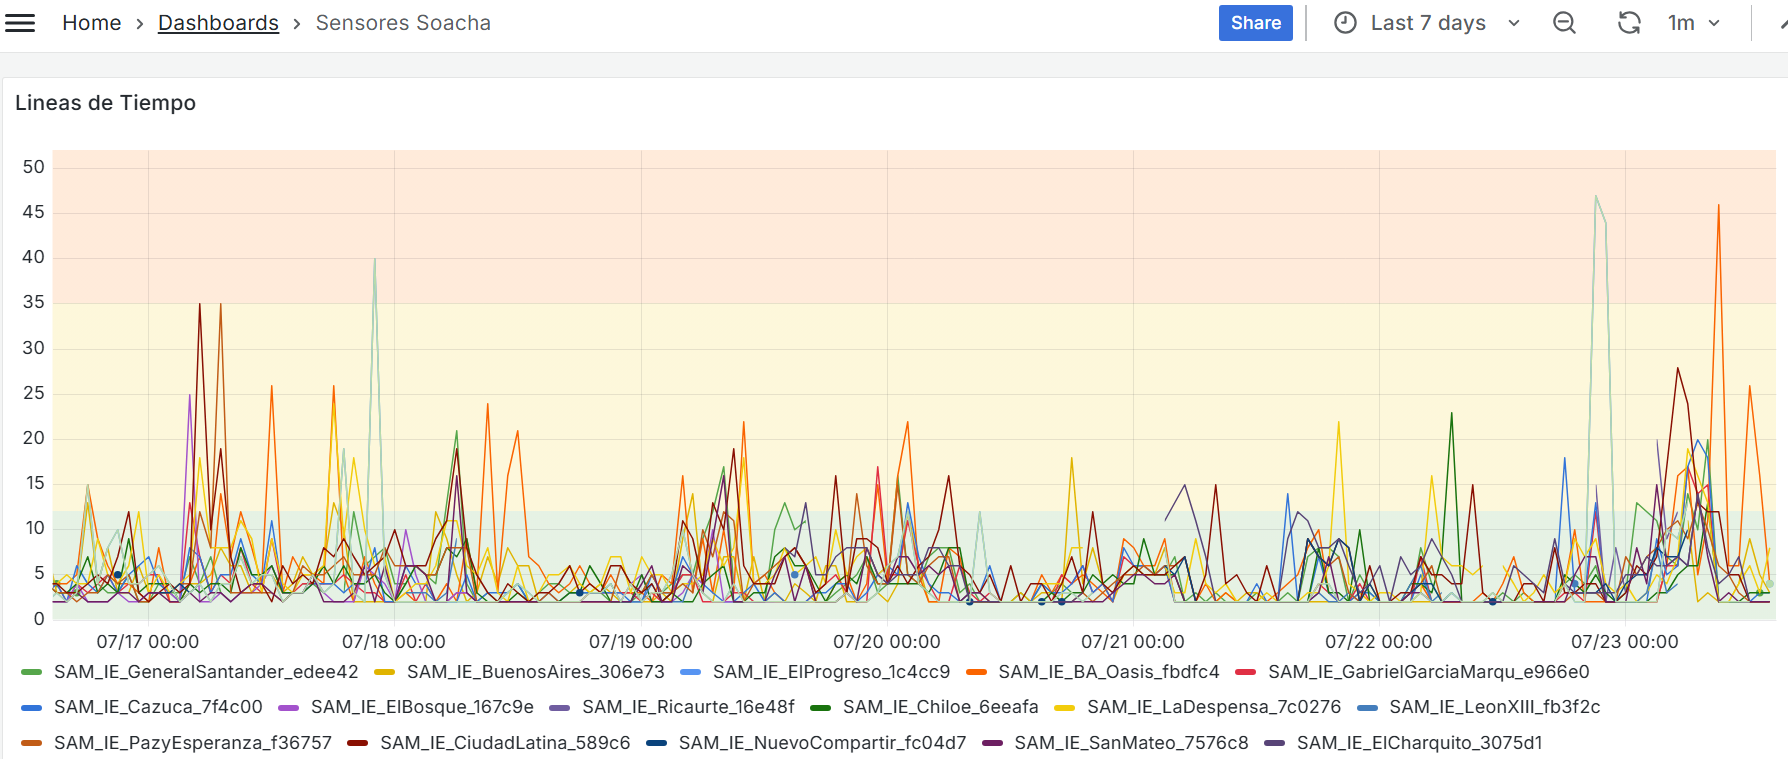 Home > Dashboards > Sensores Soacha Share Last 7 days 1m
Lineas de Tiempo
50
45
40
35
30
25
20
15
10
5
0
07/17 00:00 07/18 00:00 07/19 00:00 07/20 00:00 07/21 00:00 07/22 00:00 07/23 00:00
SAM_IE_GeneralSantander_edee42 SAM_IE_BuenosAires_306e73 SAM_IE_ElProgreso_1c4cc9 SAM_IE_BA_Oasis_fbdfc4 SAM_IE_GabrielGarciaMarqu_e966e0
SAM_IE_Cazuca_7f4c00 SAM_IE_ElBosque_167c9e SAM_IE_Ricaurte_16e48f SAM_IE_Chiloe_6eeafa SAM_IE_LaDespensa_7c0276 SAM_IE_LeonXIII_fb3f2c
SAM_IE_PazyEsperanza_f36757 SAM_IE_CiudadLatina_589c6 SAM_IE_NuevoCompartir_fc04d7 SAM_IE_SanMateo_7576c8 SAM_IE_ElCharquito_3075d1